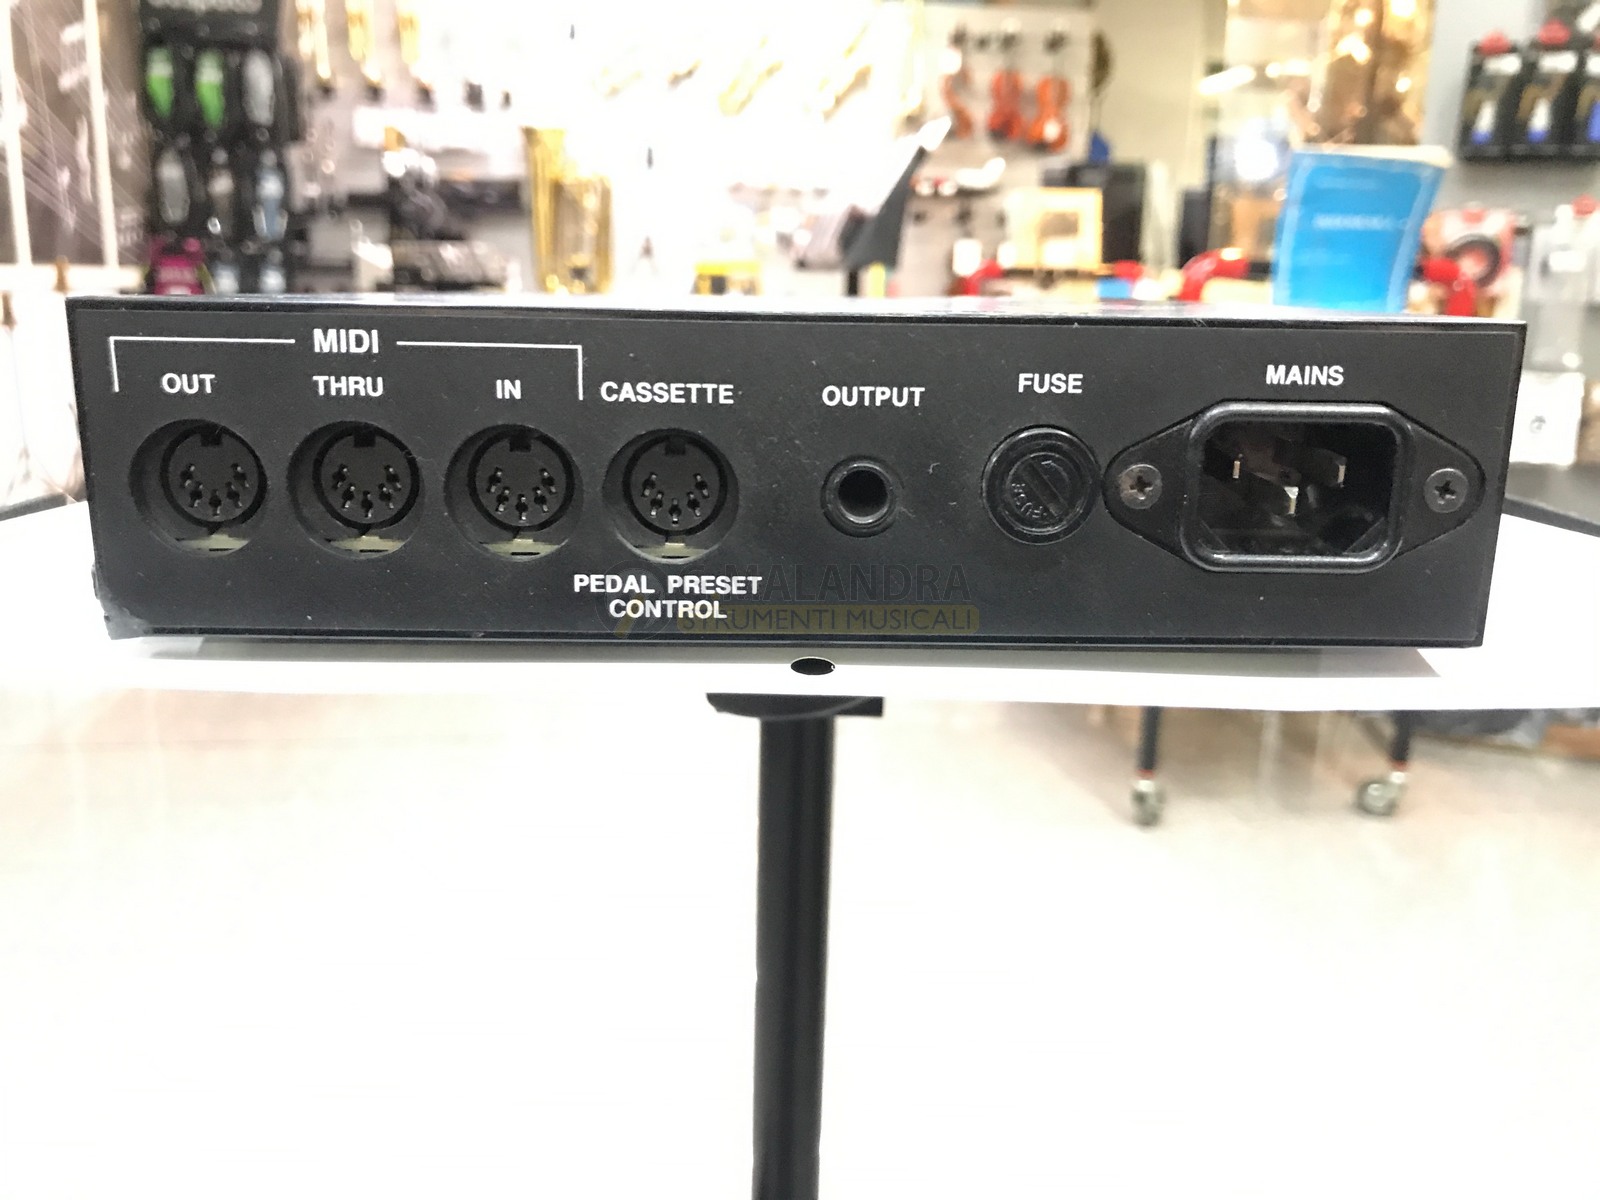 MIDI
OUT THRU IN CASSETTE OUTPUT FUSE MAINS
PEDAL PRESET
CONTROL
MALANDRA
STRUMENTI MUSICALI